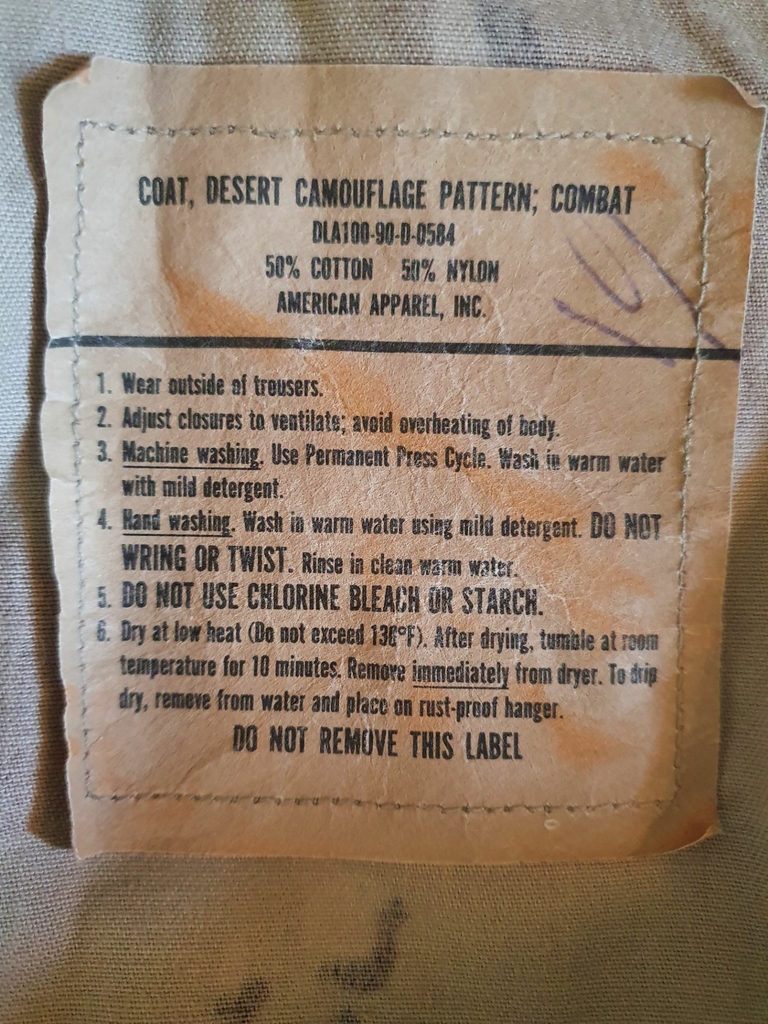 COAT, DESERT CAMOUFLAGE PATTERN; COMBAT
DLA100-90-D-0584
50% COTTON 50% NYLON
AMERICAN APPAREL, INC.
1. Wear outside of trousers.
2. Adjust closures to ventilate; avoid overheating of body.
3. Machine washing. Use Permanent Press Cycle. Wash in warm water
with mild detergent.
4. Hand washing. Wash in warm water using mild detergent. DO NOT
WRING OR TWIST. Rinse in clean warm water.
5. DO NOT USE CHLORINE BLEACH OR STARCH.
6. Dry at low heat (Do not exceed 130°F). After drying, tumble at room
temperature for 10 minutes. Remove immediately from dryer. To drip
dry, remove from water and place on rust-proof hanger.
DO NOT REMOVE THIS LABEL